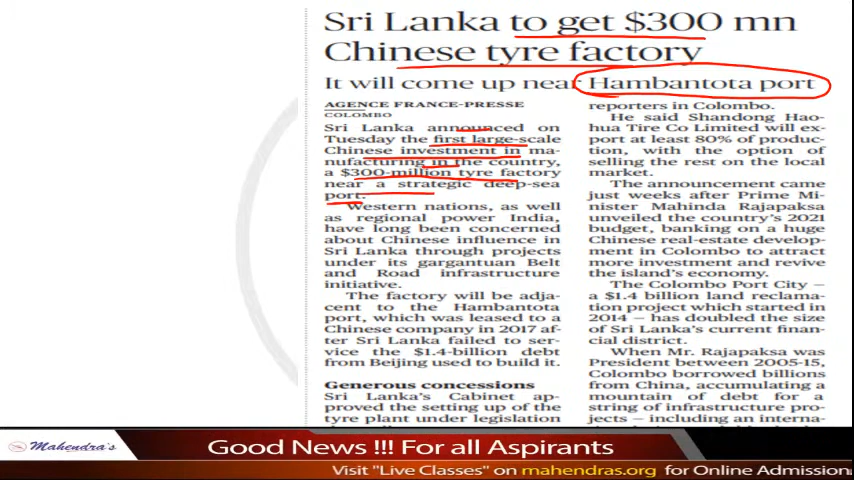 Sri Lanka to get $300 mn
Chinese tyre factory
It will come up near Hambantota port
AGENCE FRANCE-PRESSE
COLOMBO
Sri Lanka announced on
Tuesday the first large-scale
Chinese investment in ma-
nufacturing in the country,
a $300-million tyre factory
near a strategic deep-sea
port.
Western nations, as well
as regional power India,
have long been concerned
about Chinese influence in
Sri Lanka through projects
under its gargantuan Belt
and Road infrastructure
initiative.
The factory will be adja-
cent to the Hambantota
port, which was leased to a
Chinese company in 2017 af-
ter Sri Lanka failed to ser-
vice the $1.4-billion debt
from Beijing used to build it.
Generous concessions
Sri Lanka's Cabinet ap-
proved the setting up of the
tyre plant under legislation
reporters in Colombo.
He said Shandong Hao-
hua Tire Co Limited will ex-
port at least 80% of produc-
tion, with the option of
selling the rest on the local
market.
The announcement came
just weeks after Prime Mi-
nister Mahinda Rajapaksa
unveiled the country's 2021
budget, banking on a huge
Chinese real-estate develop-
ment in Colombo to attract
more investment and revive
the island's economy.
The Colombo Port City —
a $1.4 billion land reclama-
tion project which started in
2014 — has doubled the size
of Sri Lanka's current finan-
cial district.
When Mr. Rajapaksa was
President between 2005-15,
Colombo borrowed billions
from China, accumulating a
mountain of debt for a
string of infrastructure pro-
jects — including an interna-
Mahendra's
Good News !!! For all Aspirants
Visit "Live Classes" on mahendras.org for Online Admission